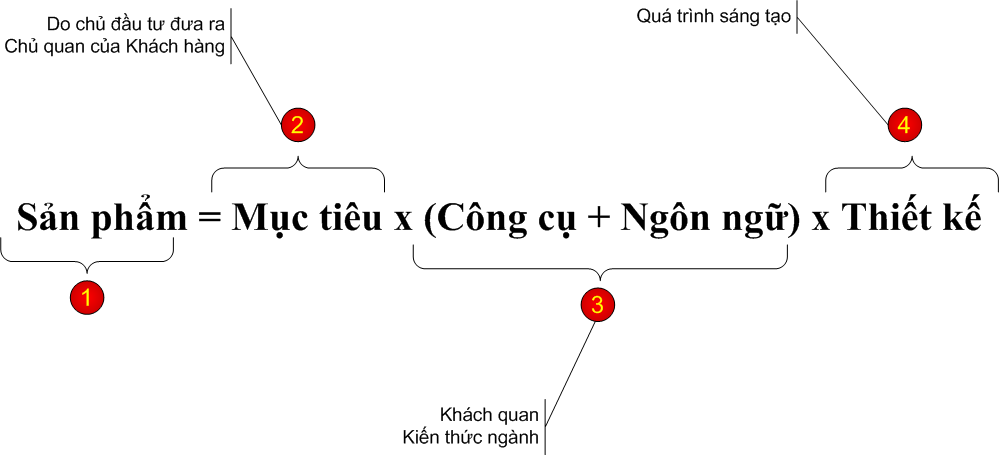 Do chủ đầu tư đưa ra
Chủ quan của Khách hàng
Quá trình sáng tạo
2
4
Sản phẩm = Mục tiêu x (Công cụ + Ngôn ngữ) x Thiết kế
1
3
Khách quan
Kiến thức ngành